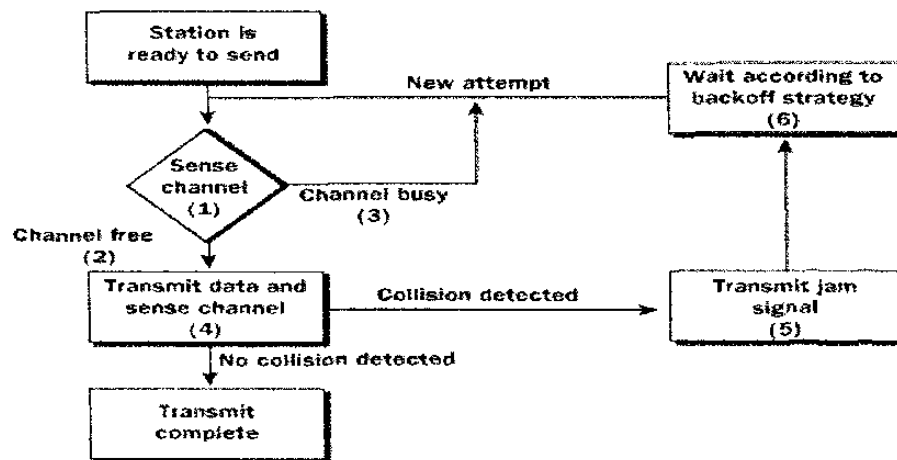 Station is
ready to send
New attempt
Wait according to
backoff strategy
(6)
Sense
channel
(1)
Channel busy
(3)
Channel free
(2)
Transmit data and
sense channel
(4)
Collision detected
Transmit jam
signal
(5)
No collision detected
Transmit
complete